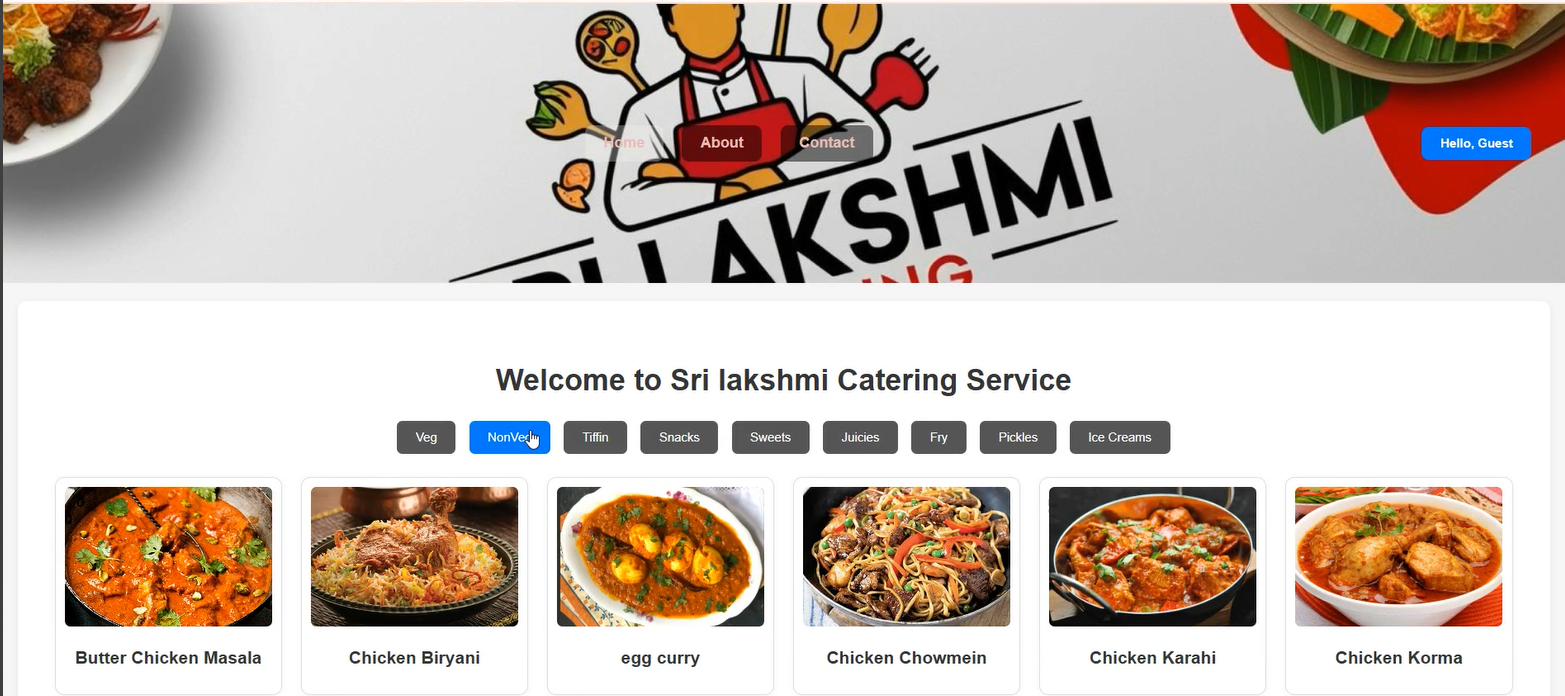 Home About Contact
Hello, Guest
LAKSHMI
Welcome to Sri lakshmi Catering Service
Veg NonVeg Tiffin Snacks Sweets Juicies Fry Pickles Ice Creams
Butter Chicken Masala Chicken Biryani egg curry Chicken Chowmein Chicken Karahi Chicken Korma